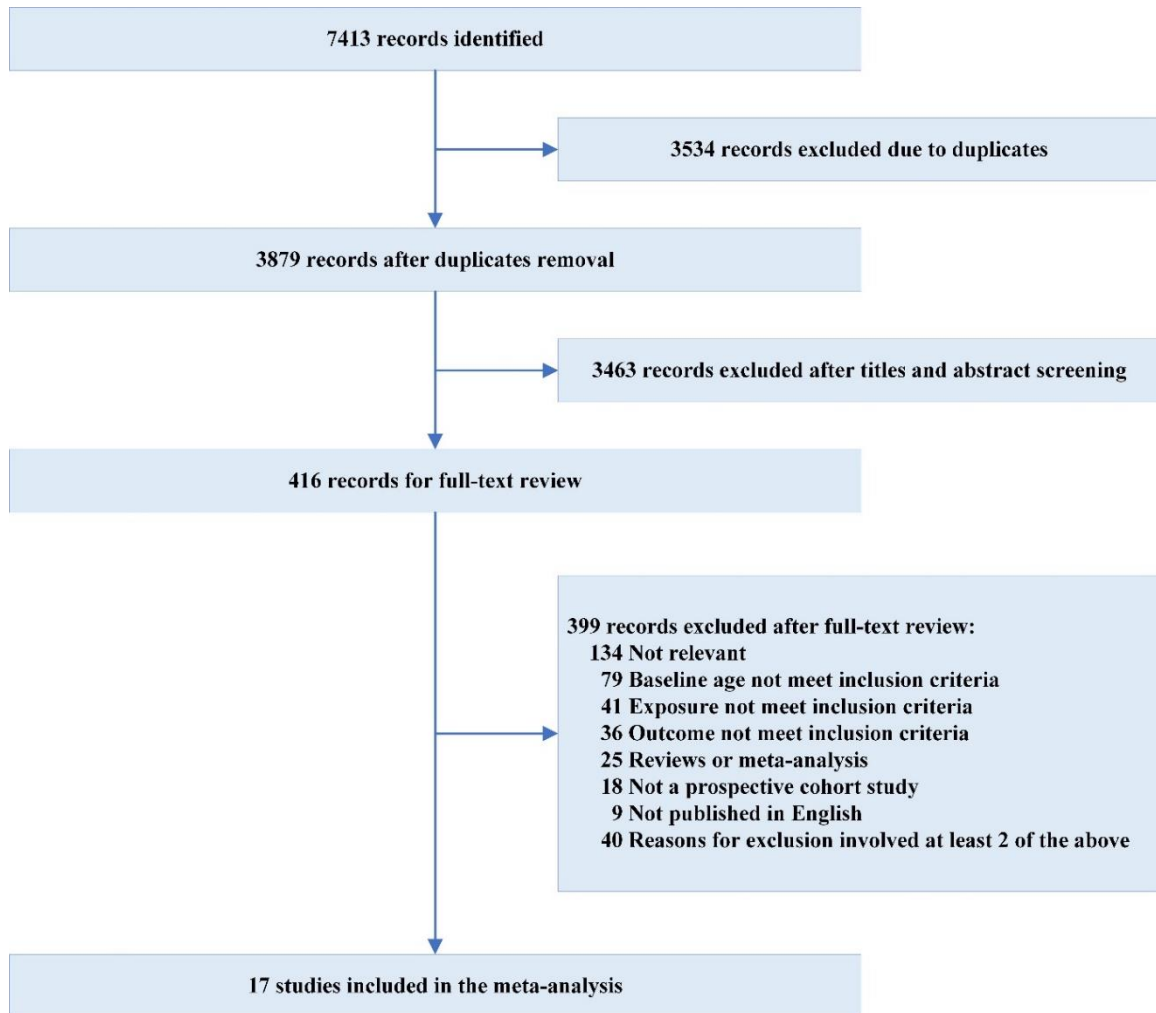 7413 records identified
3534 records excluded due to duplicates
3879 records after duplicates removal
3463 records excluded after titles and abstract screening
416 records for full-text review
399 records excluded after full-text review:
134 Not relevant
79 Baseline age not meet inclusion criteria
41 Exposure not meet inclusion criteria
36 Outcome not meet inclusion criteria
25 Reviews or meta-analysis
18 Not a prospective cohort study
9 Not published in English
40 Reasons for exclusion involved at least 2 of the above
17 studies included in the meta-analysis